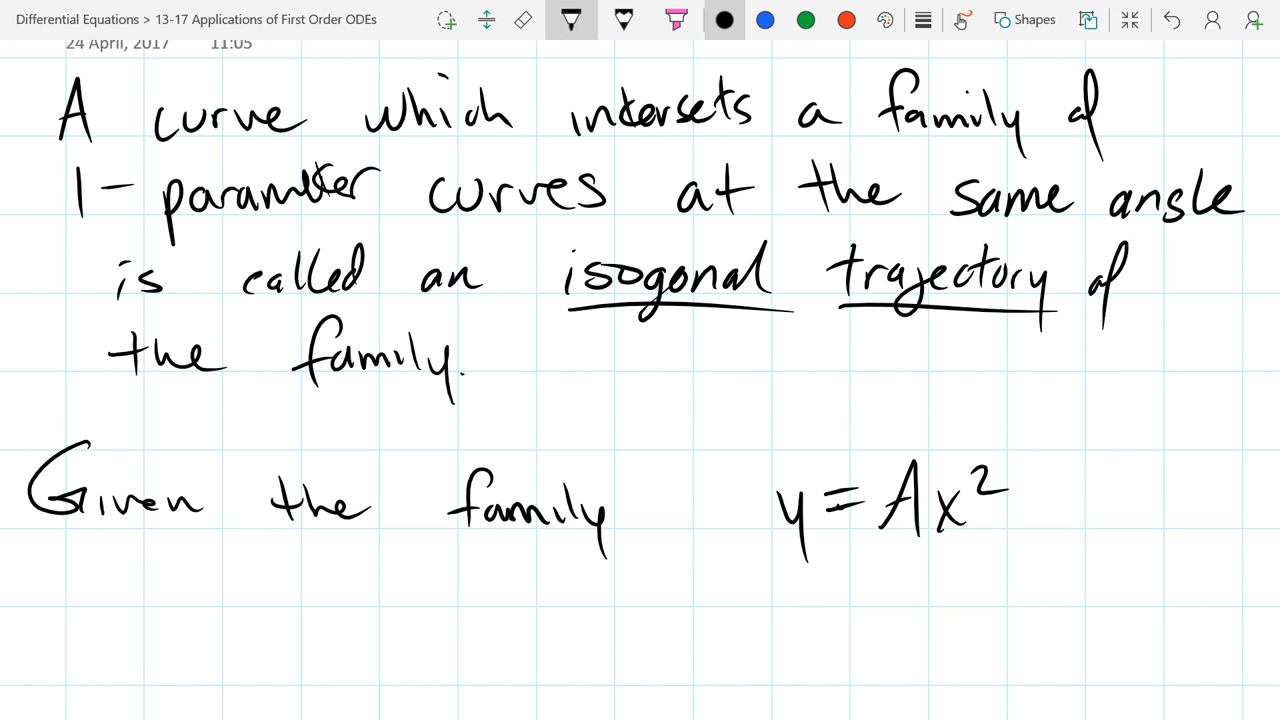 Differential Equations > 13-17 Applications of First Order ODEs
Shapes
24 April, 2017 11:05
A curve which intersets a family of
1-parameter curves at the same angle
is called an isogonal trajectory of
the family.
Given the family y = Ax²